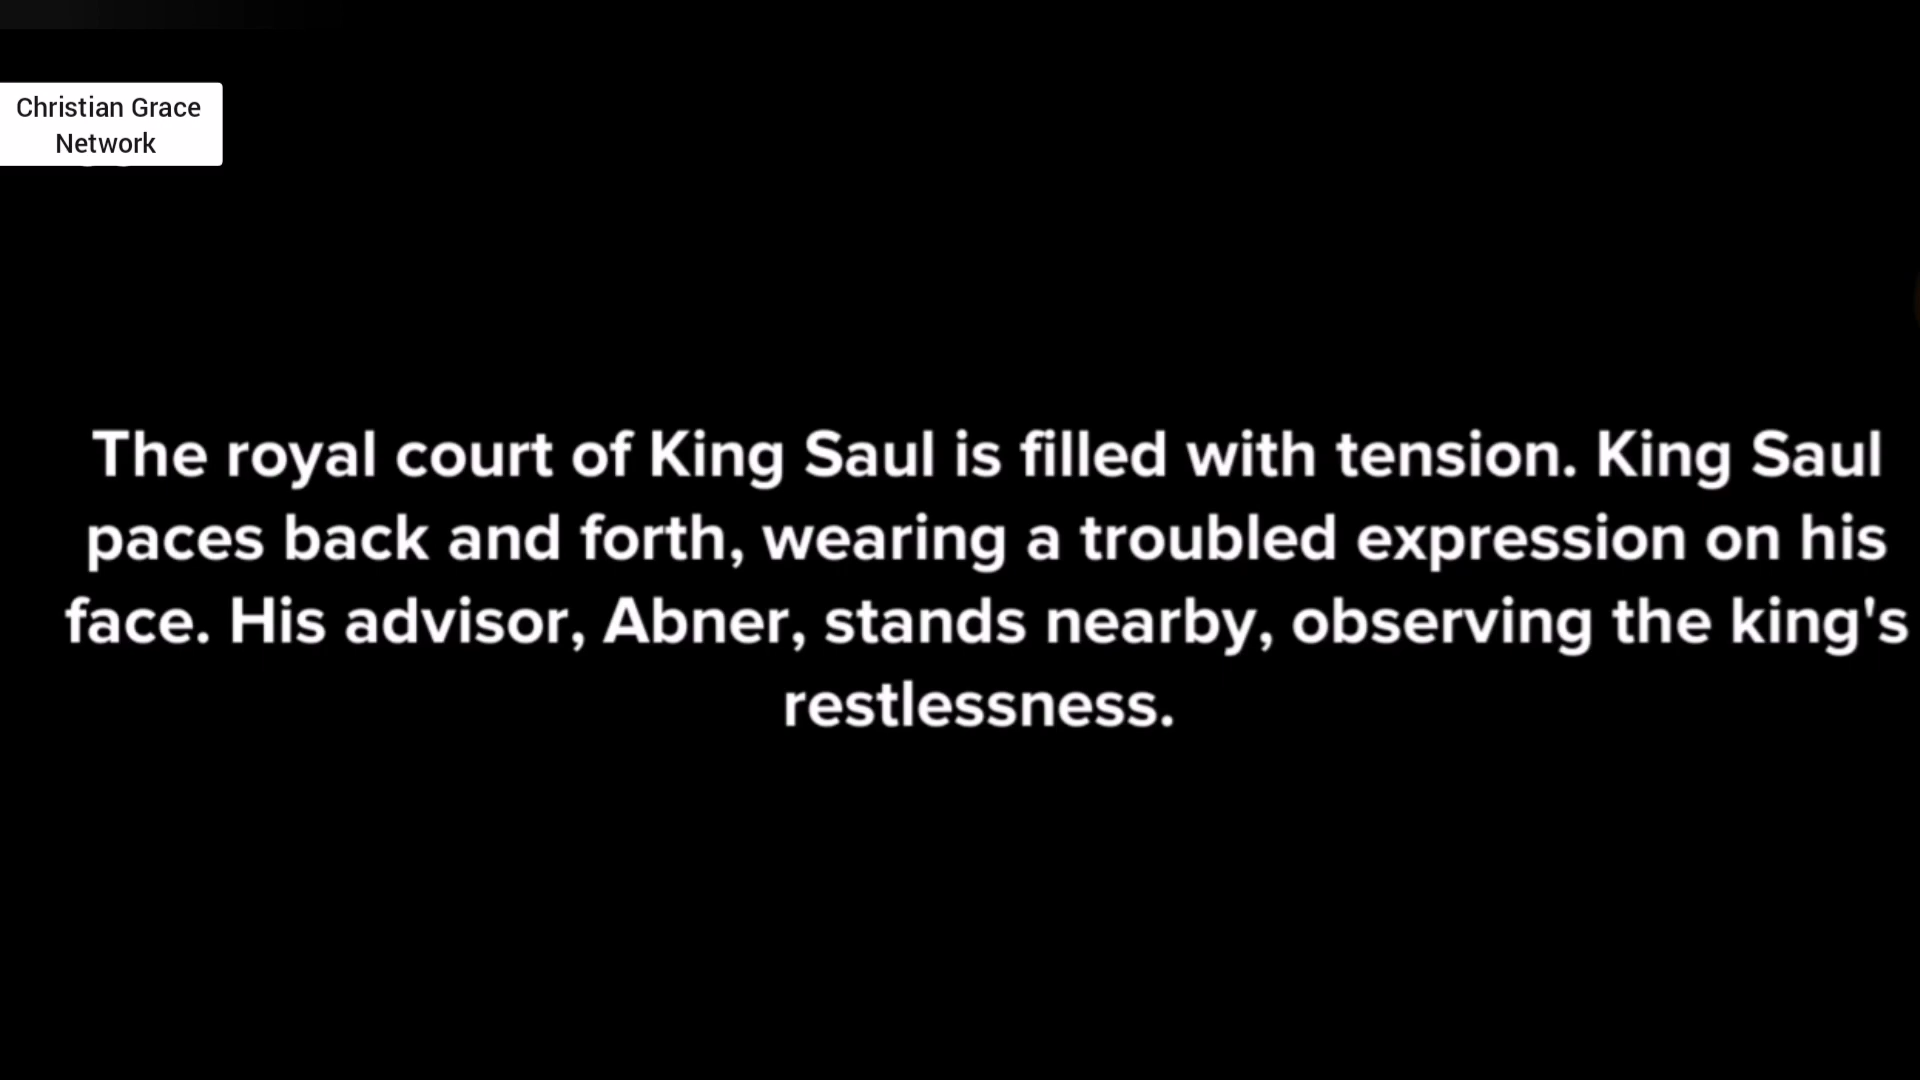 Christian Grace
Network
The royal court of King Saul is filled with tension. King Saul
paces back and forth, wearing a troubled expression on his
face. His advisor, Abner, stands nearby, observing the king's
restlessness.